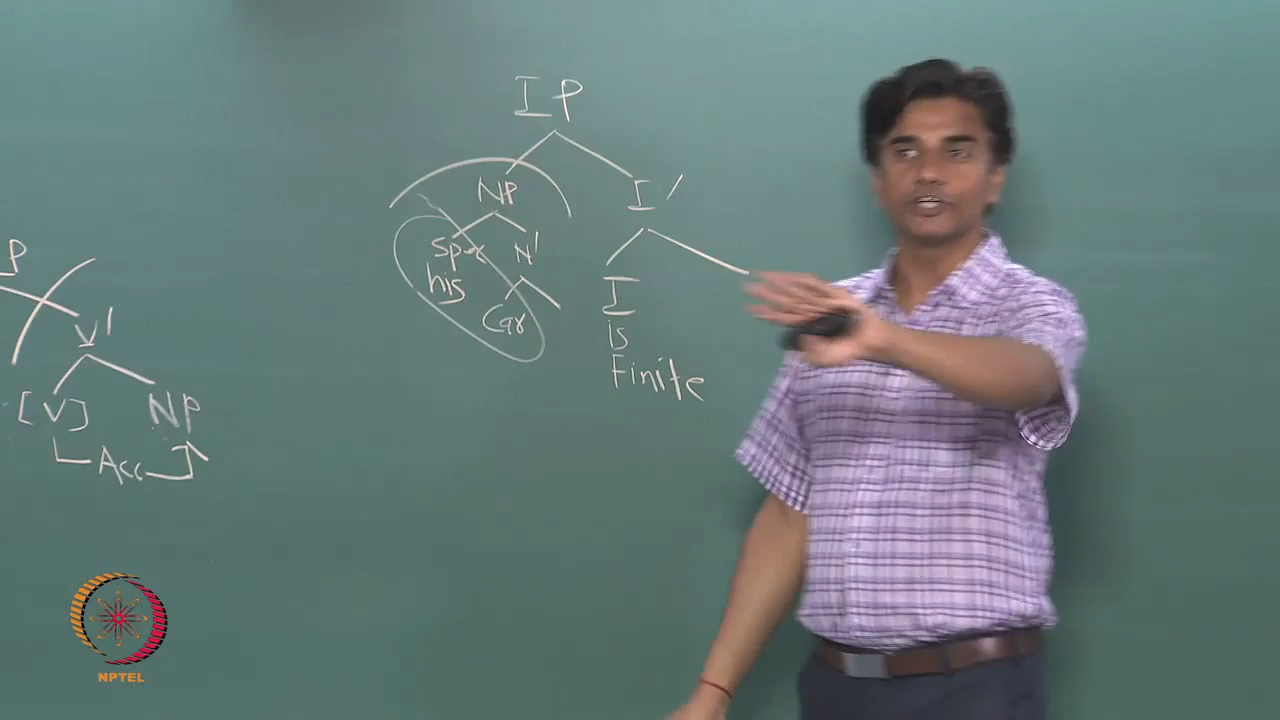 IP
NP I'
Spec N'
his
Car
I
is
Finite
P
V'
[V] NP
Acc
NPTEL